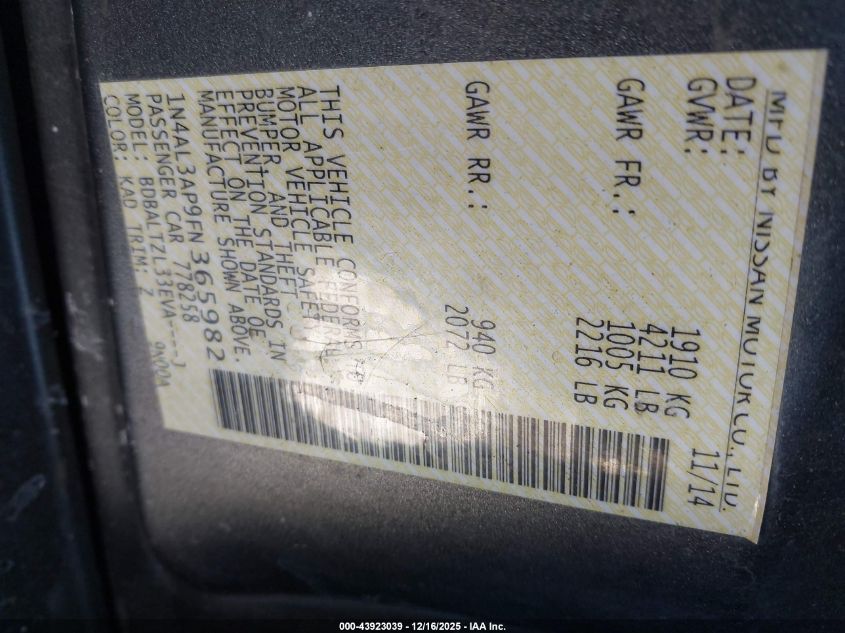 MFD BY NISSAN MOTOR CO., LTD.
DATE: 11/14
GVWR: 1910 KG
4211 LB
GAWR FR.: 1005 KG
2216 LB
GAWR RR.: 940 KG
2072 LB
THIS VEHICLE CONFORMS TO
ALL APPLICABLE FEDERAL
MOTOR VEHICLE SAFETY
BUMPER, AND THEFT
PREVENTION STANDARDS IN
EFFECT ON THE DATE OF
MANUFACTURE SHOWN ABOVE.
1N4AL3AP9FN365982
PASSENGER CAR 778258
MODEL: BDBALTZL33EVA----J
COLOR: KAD TRIM: Z 9N00A
000-43923039 - 12/16/2025 - IAA Inc.